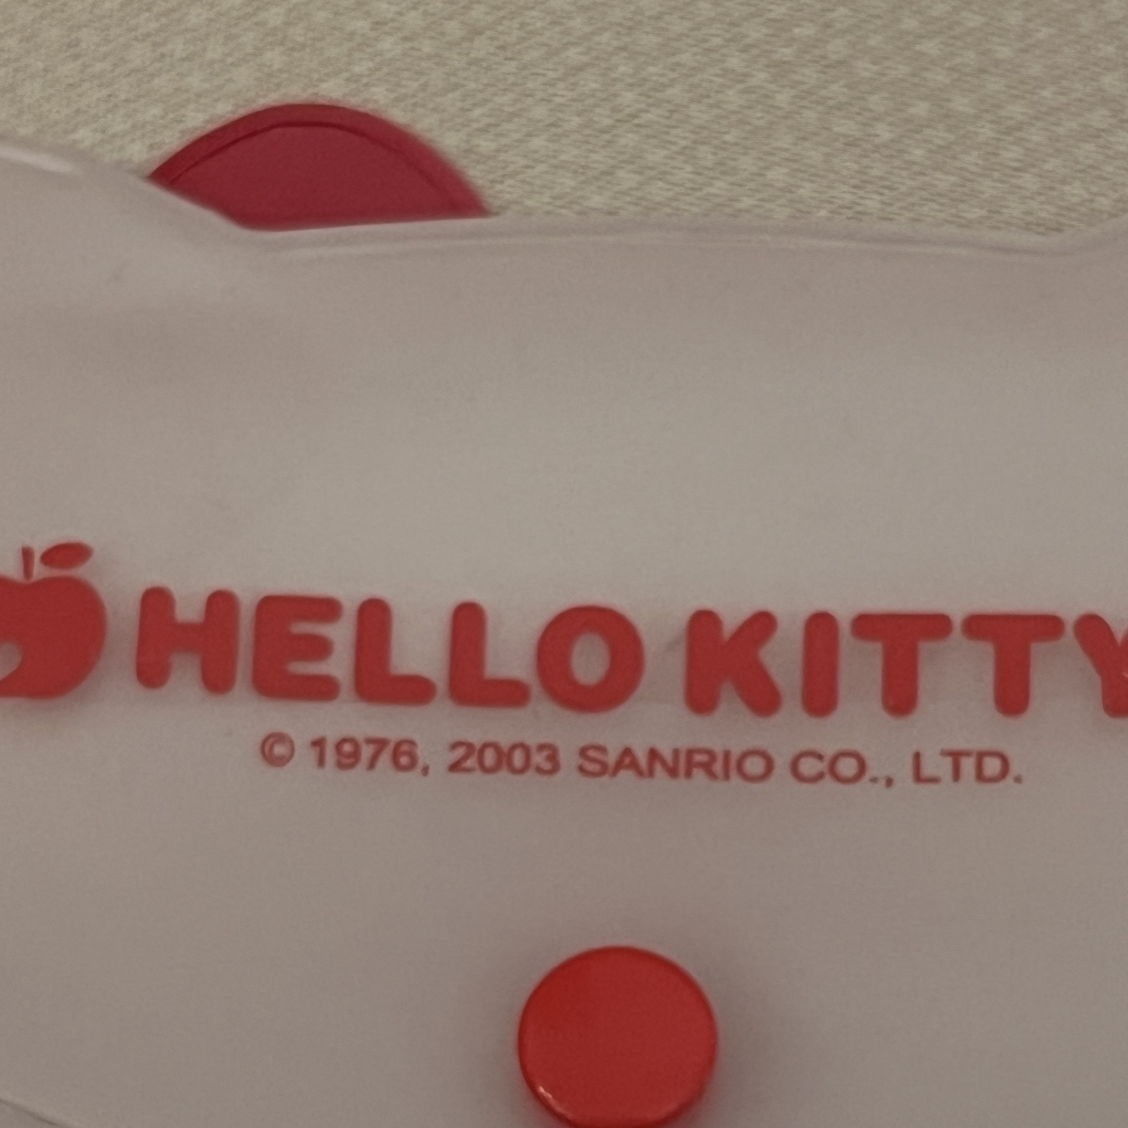 HELLO KITTY
© 1976, 2003 SANRIO CO., LTD.